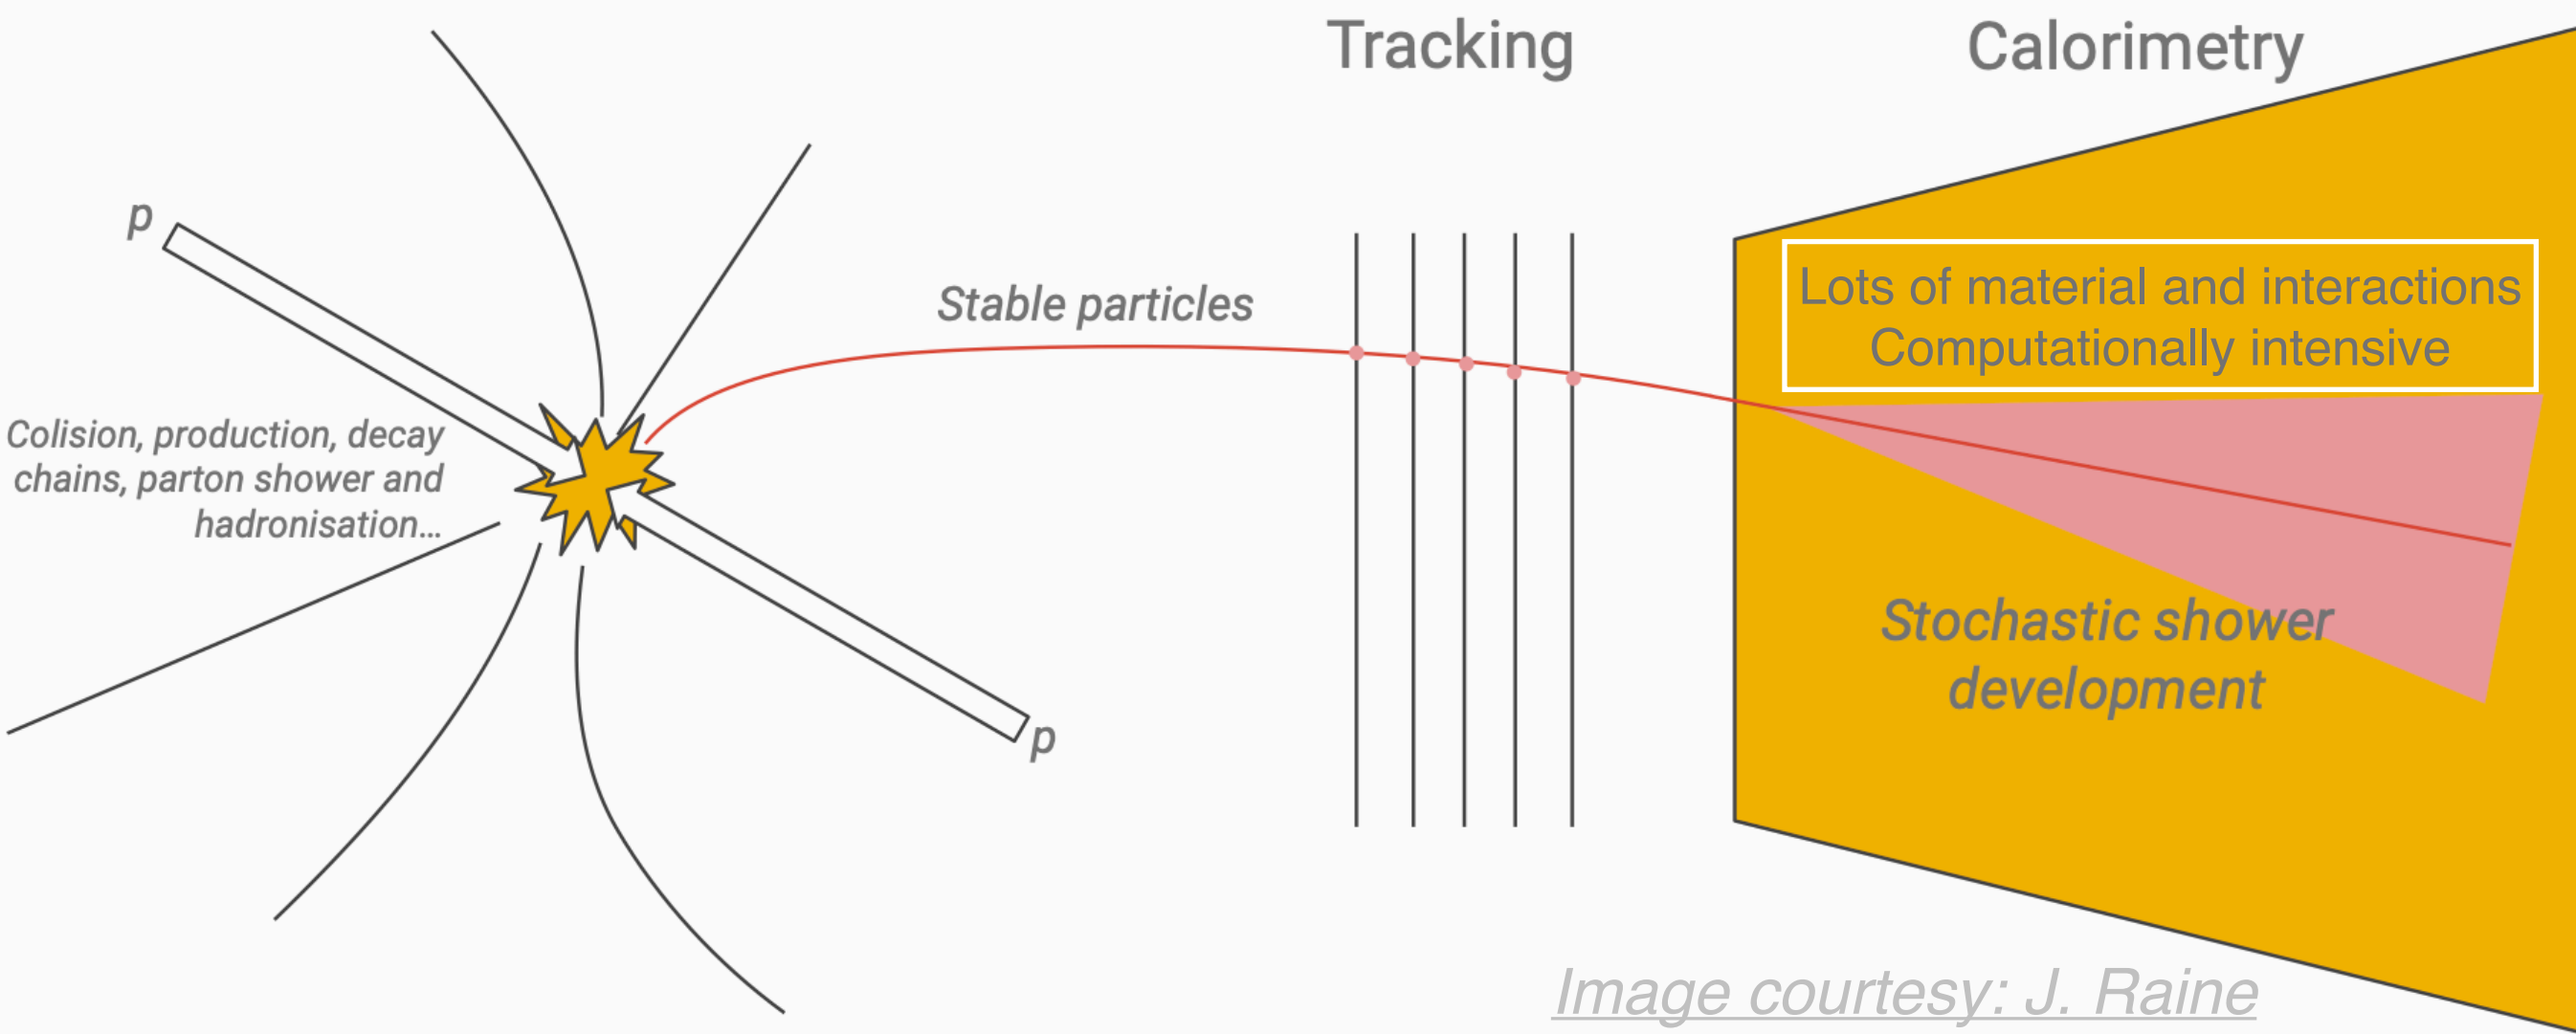 Tracking
Calorimetry
p
Stable particles
Lots of material and interactions
Computationally intensive
Colision, production, decay
chains, parton shower and
hadronisation...
Stochastic shower
development
p
Image courtesy: J. Raine